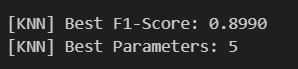 [KNN] Best F1-Score: 0.8990
[KNN] Best Parameters: 5